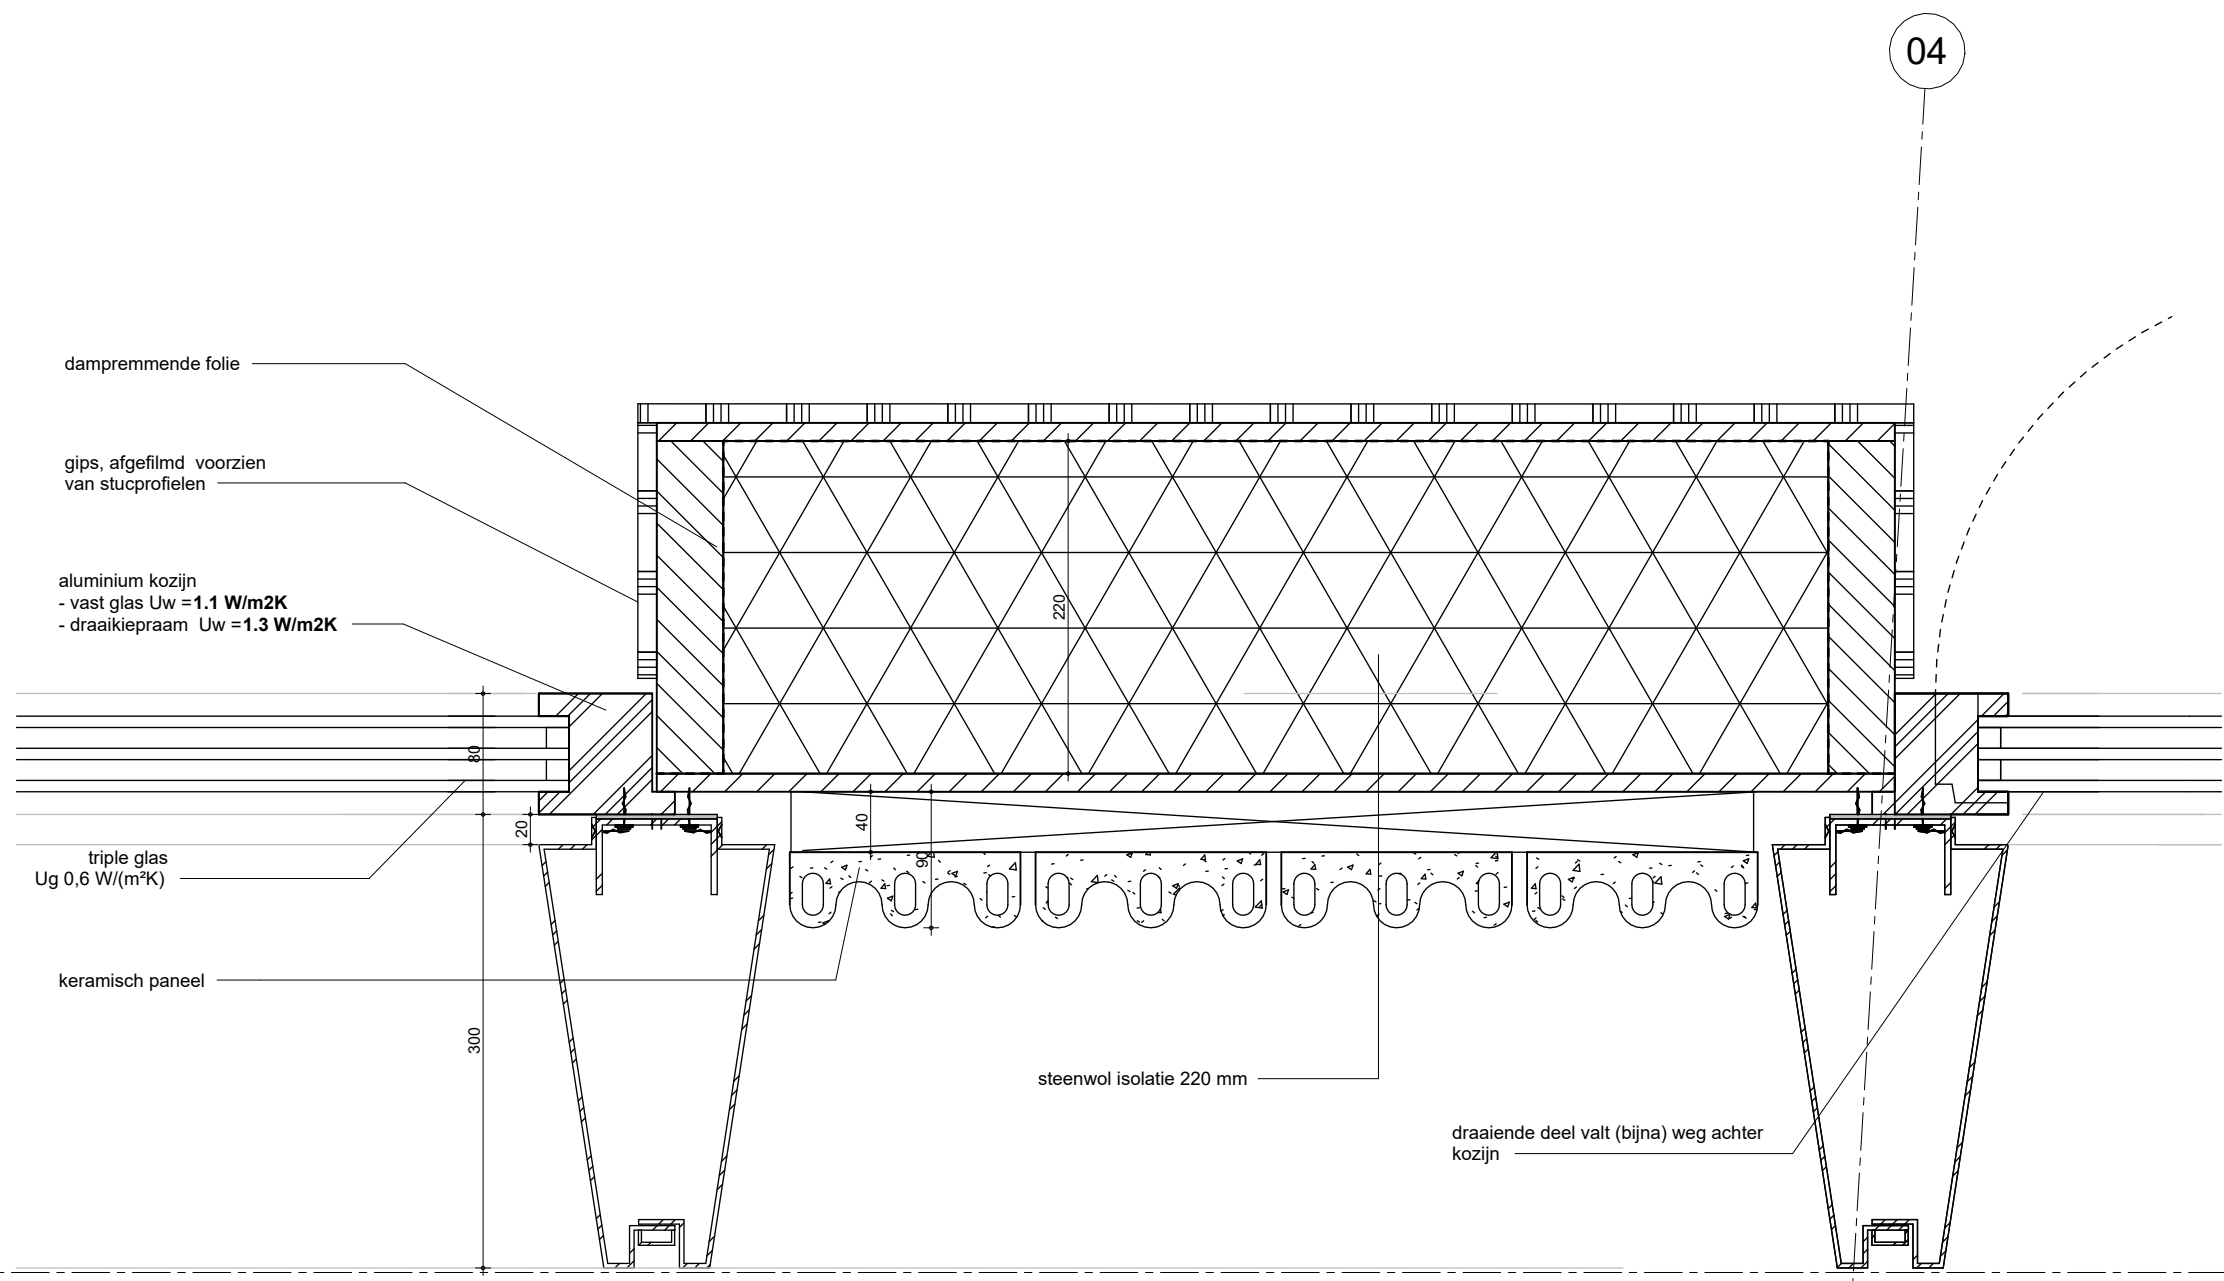 04
dampremmende folie
gips, afgefilmd voorzien
van stucprofielen
aluminium kozijn
- vast glas Uw =1.1 W/m2K
- draaikiepraam Uw =1.3 W/m2K
220
80
20
40
90
triple glas
Ug 0,6 W/(m²K)
keramisch paneel
300
steenwol isolatie 220 mm
draaiende deel valt (bijna) weg achter
kozijn